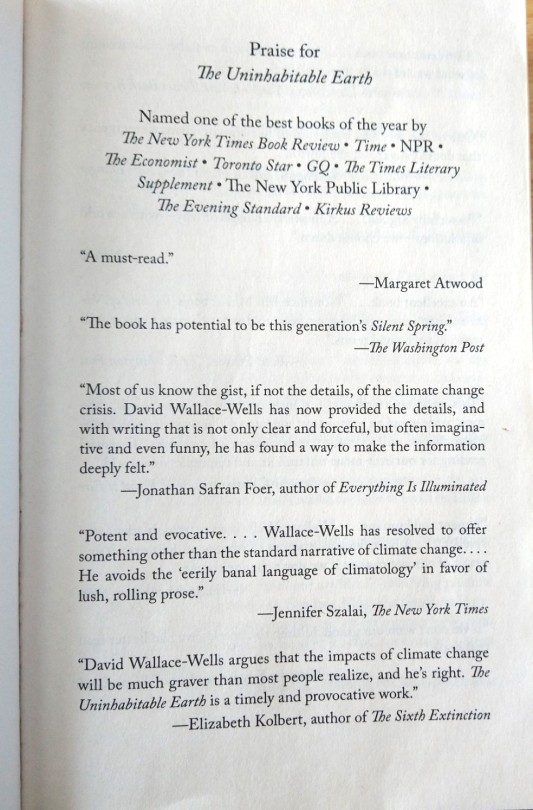 Praise for
The Uninhabitable Earth
Named one of the best books of the year by
The New York Times Book Review • Time • NPR •
The Economist • Toronto Star • GQ • The Times Literary
Supplement • The New York Public Library •
The Evening Standard • Kirkus Reviews
“A must-read.”
—Margaret Atwood
“The book has potential to be this generation’s Silent Spring.”
—The Washington Post
“Most of us know the gist, if not the details, of the climate change
crisis. David Wallace-Wells has now provided the details, and
with writing that is not only clear and forceful, but often imagina-
tive and even funny, he has found a way to make the information
deeply felt.”
—Jonathan Safran Foer, author of Everything Is Illuminated
“Potent and evocative. . . . Wallace-Wells has resolved to offer
something other than the standard narrative of climate change. . . .
He avoids the ‘eerily banal language of climatology’ in favor of
lush, rolling prose.”
—Jennifer Szalai, The New York Times
“David Wallace-Wells argues that the impacts of climate change
will be much graver than most people realize, and he’s right. The
Uninhabitable Earth is a timely and provocative work.”
—Elizabeth Kolbert, author of The Sixth Extinction